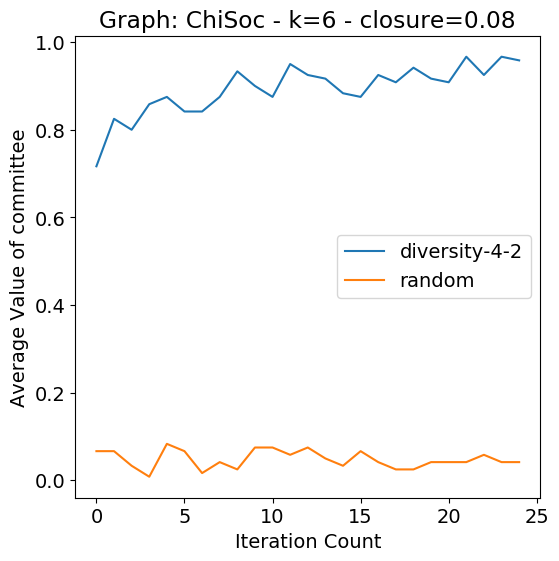 Graph: ChiSoc - k=6 - closure=0.08
1.0
0.8
0.6
0.4
0.2
0.0
Average Value of committee
diversity-4-2
random
0 5 10 15 20 25
Iteration Count